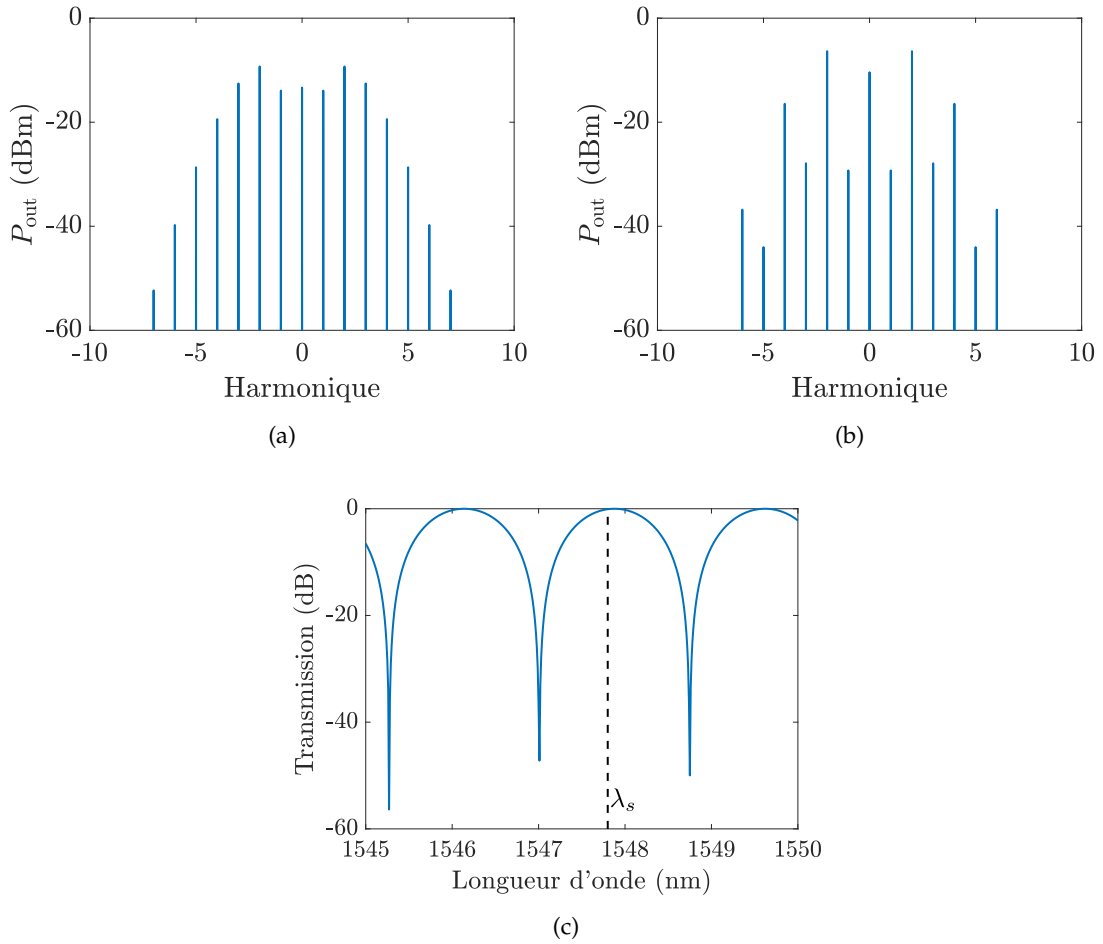 0
-20
-40
-60
P_out (dBm)
-10 -5 0 5 10
Harmonique
(a)
0
-20
-40
-60
P_out (dBm)
-10 -5 0 5 10
Harmonique
(b)
0
-20
-40
-60
Transmission (dB)
λ_s
1545 1546 1547 1548 1549 1550
Longueur d'onde (nm)
(c)